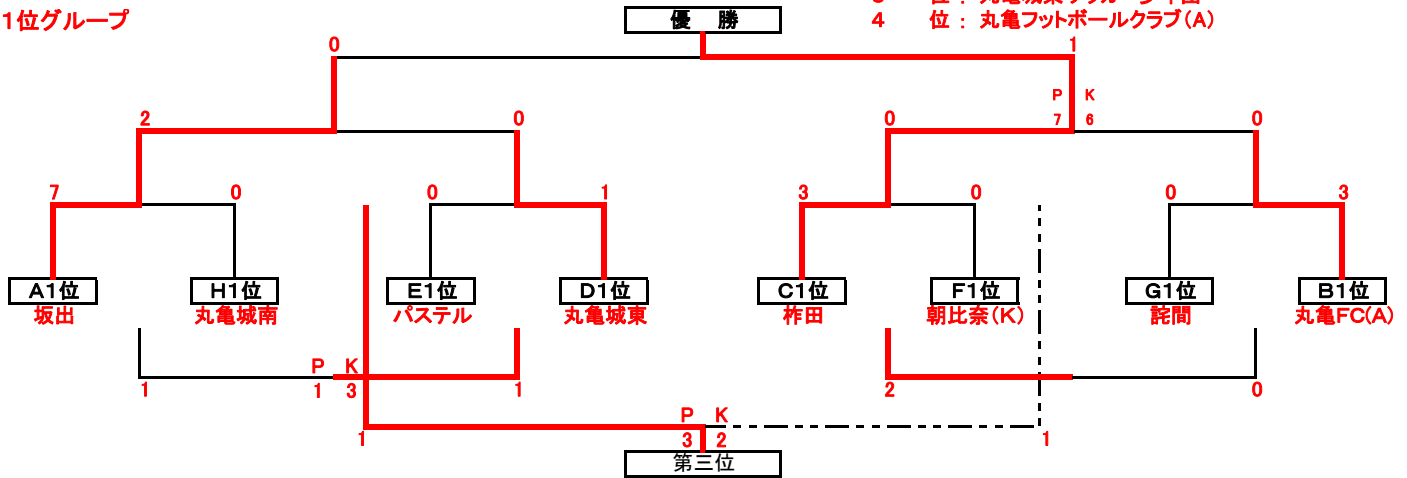 優 勝
1位グループ
4 位 : 丸亀フットボールクラブ(A)
0 1
P K
2 0 0 7 6 0
7 0 0 1 3 0 0 3
A1位 H1位 E1位 D1位 C1位 F1位 G1位 B1位
坂出 丸亀城南 パステル 丸亀城東 柞田 朝比奈(K) 詫間 丸亀FC(A)
P K
1 1 3 1 2 0
P K
1 3 2 1
第三位